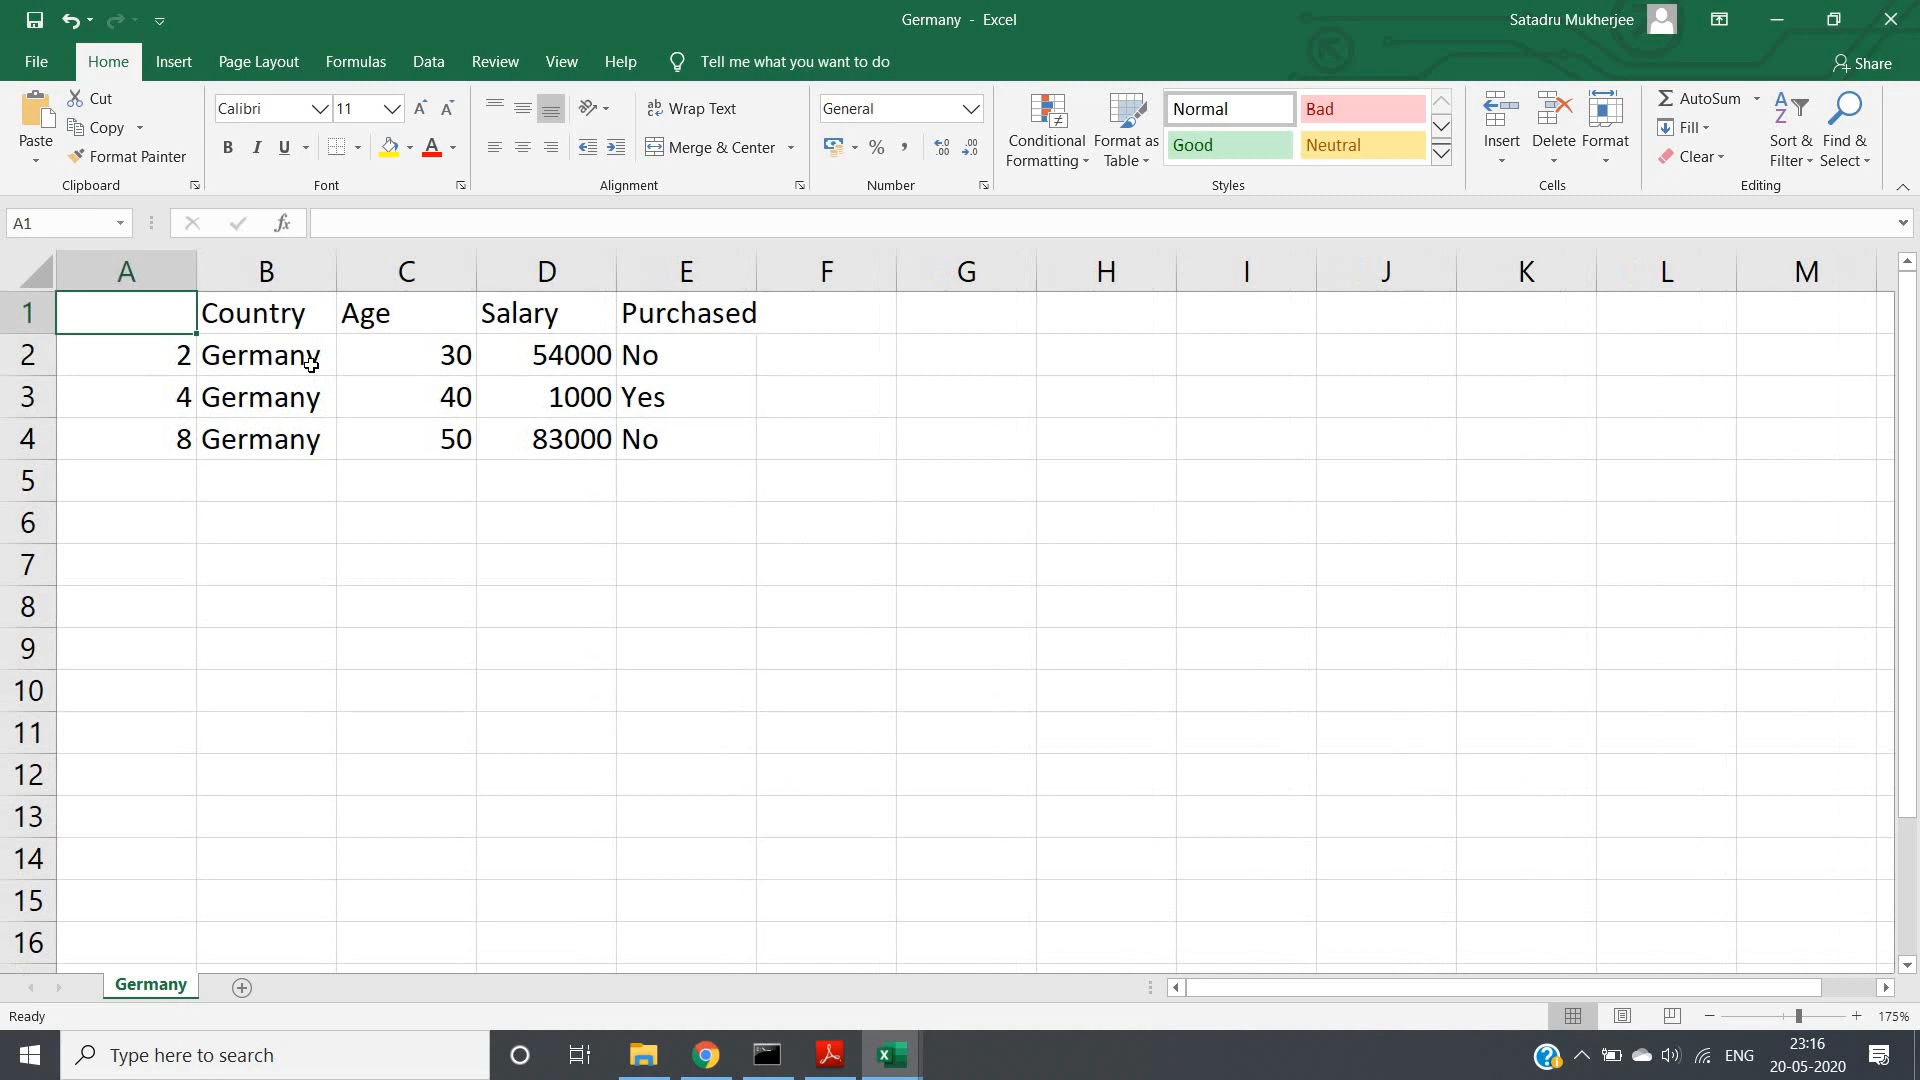 Germany - Excel
Satadru Mukherjee
File Home Insert Page Layout Formulas Data Review View Help Tell me what you want to do
Share
Paste
Cut
Copy
Format Painter
Clipboard
Calibri 11
B I U
Font
Wrap Text
Merge & Center
Alignment
General
%
Number
Conditional Formatting
Format as Table
Normal Bad
Good Neutral
Styles
Insert Delete Format
Cells
AutoSum
Fill
Clear
Sort & Filter
Find & Select
Editing
A1
fx
A B C D E F G H I J K L M
1 Country Age Salary Purchased
2 2 Germany 30 54000 No
3 4 Germany 40 1000 Yes
4 8 Germany 50 83000 No
5
6
7
8
9
10
11
12
13
14
15
16
Germany
Ready
175%
Type here to search
ENG
23:16
20-05-2020